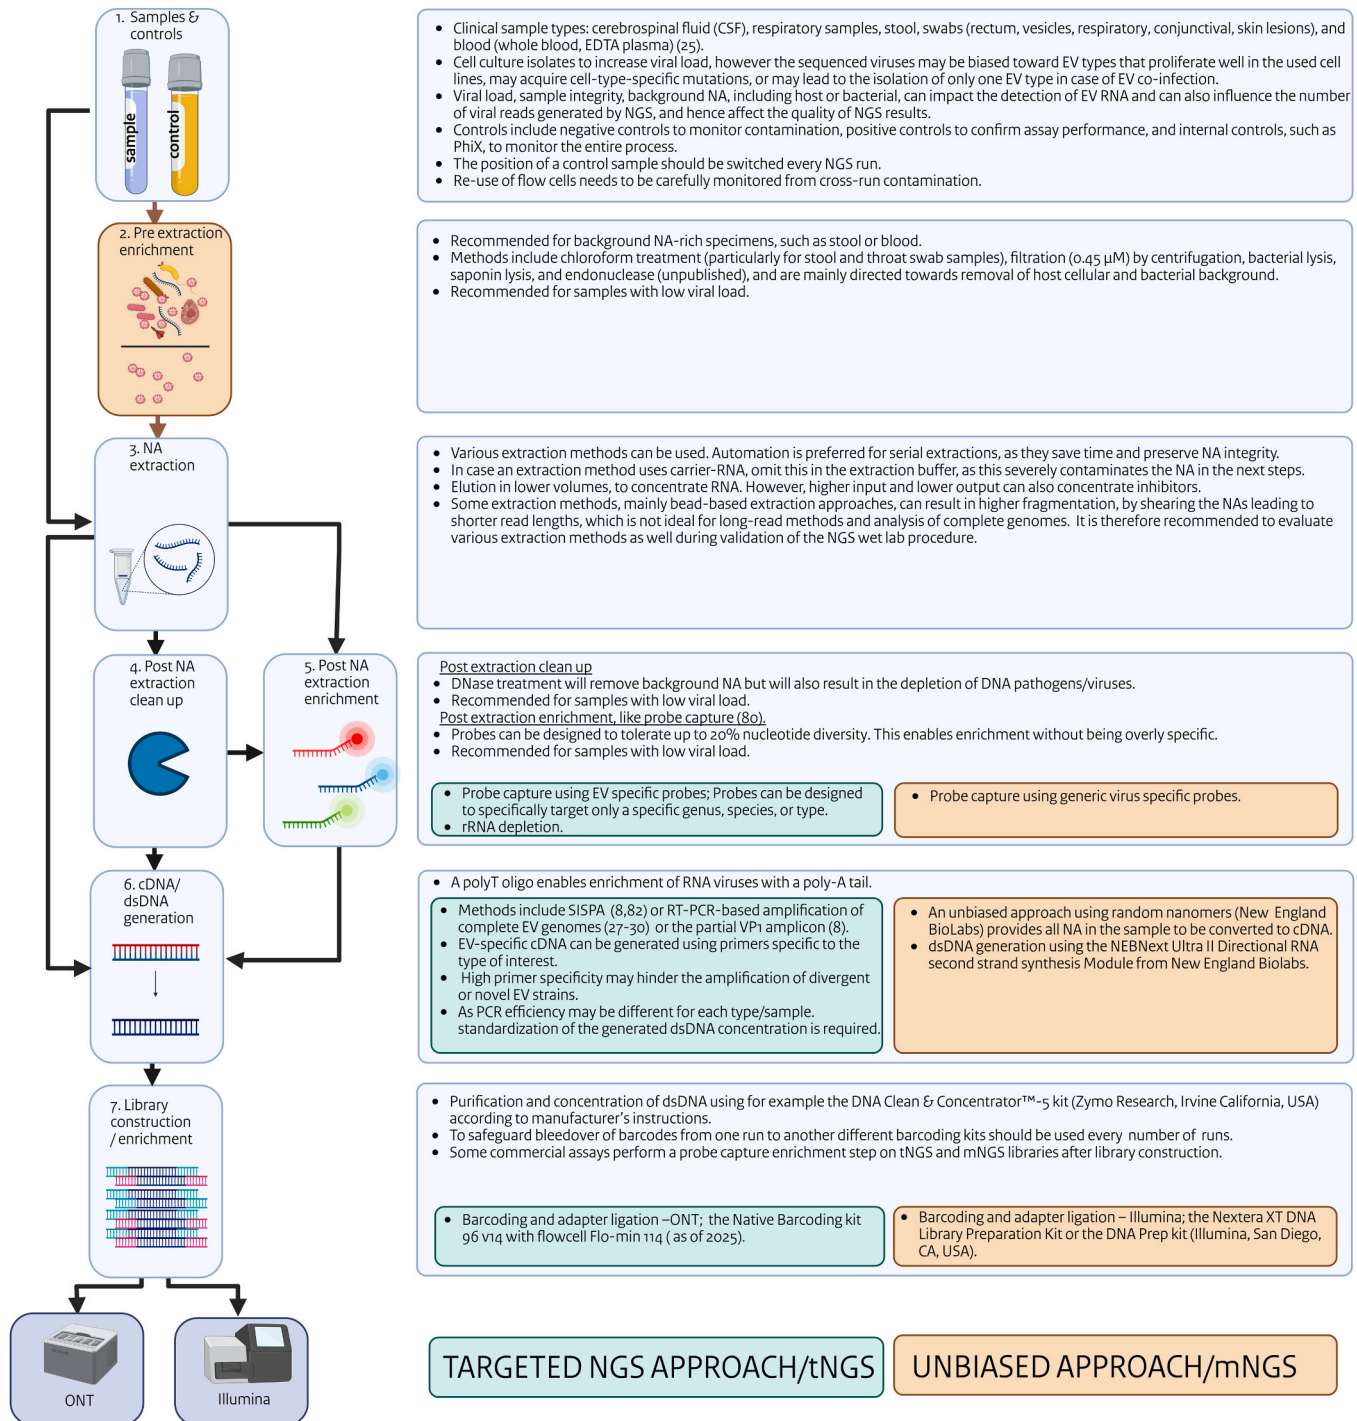 1. Samples &
controls
sample
control
• Clinical sample types: cerebrospinal fluid (CSF), respiratory samples, stool, swabs (rectum, vesicles, respiratory, conjunctival, skin lesions), and
blood (whole blood, EDTA plasma) (25).
• Cell culture isolates to increase viral load, however the sequenced viruses may be biased toward EV types that proliferate well in the used cell
lines, may acquire cell-type-specific mutations, or may lead to the isolation of only one EV type in case of EV co-infection.
• Viral load, sample integrity, background NA, including host or bacterial, can impact the detection of EV RNA and can also influence the number
of viral reads generated by NGS, and hence affect the quality of NGS results.
• Controls include negative controls to monitor contamination, positive controls to confirm assay performance, and internal controls, such as
PhiX, to monitor the entire process.
• The position of a control sample should be switched every NGS run.
• Re-use of flow cells needs to be carefully monitored from cross-run contamination.
2. Pre extraction
enrichment
• Recommended for background NA-rich specimens, such as stool or blood.
• Methods include chloroform treatment (particularly for stool and throat swab samples), filtration (0.45 µM) by centrifugation, bacterial lysis,
saponin lysis, and endonuclease (unpublished), and are mainly directed towards removal of host cellular and bacterial background.
• Recommended for samples with low viral load.
3. NA
extraction
• Various extraction methods can be used. Automation is preferred for serial extractions, as they save time and preserve NA integrity.
• In case an extraction method uses carrier-RNA, omit this in the extraction buffer, as this severely contaminates the NA in the next steps.
• Elution in lower volumes, to concentrate RNA. However, higher input and lower output can also concentrate inhibitors.
• Some extraction methods, mainly bead-based extraction approaches, can result in higher fragmentation, by shearing the NAs leading to
shorter read lengths, which is not ideal for long-read methods and analysis of complete genomes. It is therefore recommended to evaluate
various extraction methods as well during validation of the NGS wet lab procedure.
4. Post NA
extraction
clean up
5. Post NA
extraction
enrichment
Post extraction clean up
• DNase treatment will remove background NA but will also result in the depletion of DNA pathogens/viruses.
• Recommended for samples with low viral load.
Post extraction enrichment, like probe capture (80).
• Probes can be designed to tolerate up to 20% nucleotide diversity. This enables enrichment without being overly specific.
• Recommended for samples with low viral load.
• Probe capture using EV specific probes; Probes can be designed
to specifically target only a specific genus, species, or type.
• rRNA depletion.
• Probe capture using generic virus specific probes.
6. cDNA/
dsDNA
generation
• A polyT oligo enables enrichment of RNA viruses with a poly-A tail.
• Methods include SISPA (8,82) or RT-PCR-based amplification of
complete EV genomes (27-30) or the partial VP1 amplicon (8).
• EV-specific cDNA can be generated using primers specific to the
type of interest.
• High primer specificity may hinder the amplification of divergent
or novel EV strains.
• As PCR efficiency may be different for each type/sample.
standardization of the generated dsDNA concentration is required.
• An unbiased approach using random nanomers (New England
BioLabs) provides all NA in the sample to be converted to cDNA.
• dsDNA generation using the NEBNext Ultra II Directional RNA
second strand synthesis Module from New England Biolabs.
7. Library
construction
/ enrichment
• Purification and concentration of dsDNA using for example the DNA Clean & Concentrator™-5 kit (Zymo Research, Irvine California, USA)
according to manufacturer's instructions.
• To safeguard bleedover of barcodes from one run to another different barcoding kits should be used every number of runs.
• Some commercial assays perform a probe capture enrichment step on tNGS and mNGS libraries after library construction.
• Barcoding and adapter ligation –ONT; the Native Barcoding kit
96 v14 with flowcell Flo-min 114 ( as of 2025).
• Barcoding and adapter ligation – Illumina; the Nextera XT DNA
Library Preparation Kit or the DNA Prep kit (Illumina, San Diego,
CA, USA).
ONT
Illumina
TARGETED NGS APPROACH/tNGS
UNBIASED APPROACH/mNGS